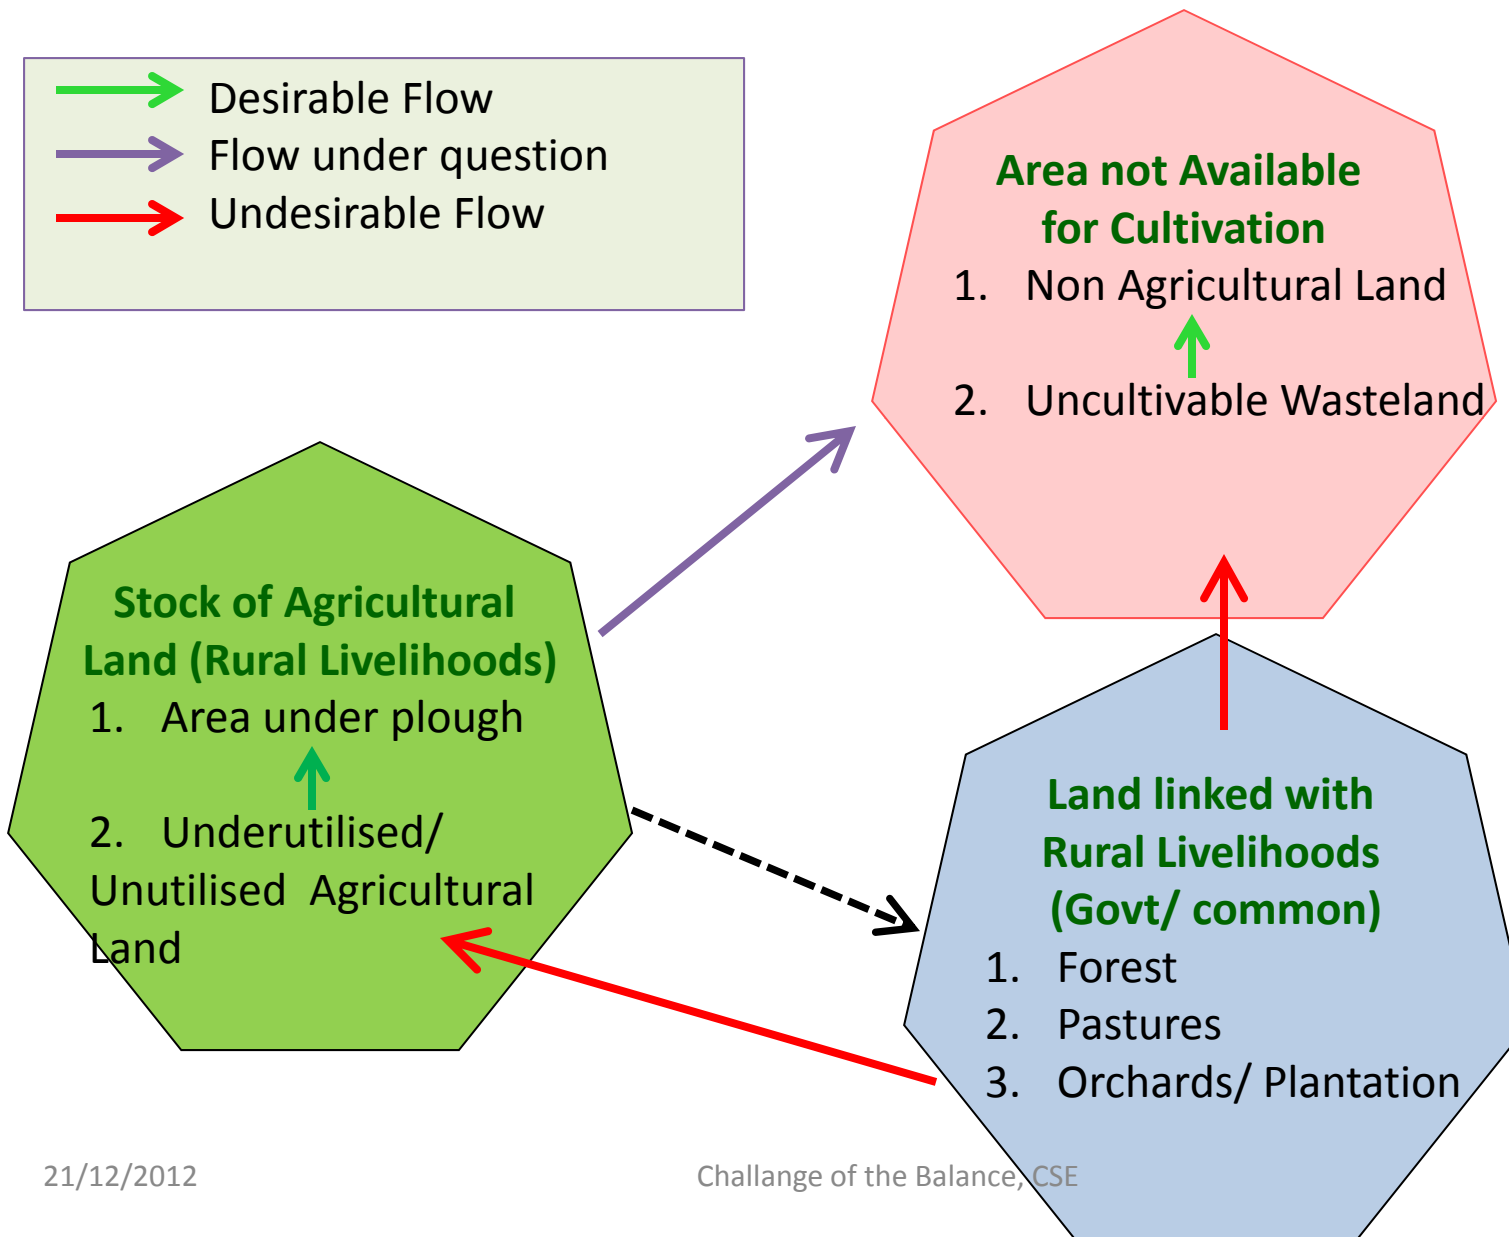 Desirable Flow
Flow under question
Undesirable Flow
Area not Available
for Cultivation
1. Non Agricultural Land
2. Uncultivable Wasteland
Stock of Agricultural
Land (Rural Livelihoods)
1. Area under plough
2. Underutilised/
Unutilised Agricultural
Land
Land linked with
Rural Livelihoods
(Govt/ common)
1. Forest
2. Pastures
3. Orchards/ Plantation
21/12/2012
Challange of the Balance, CSE